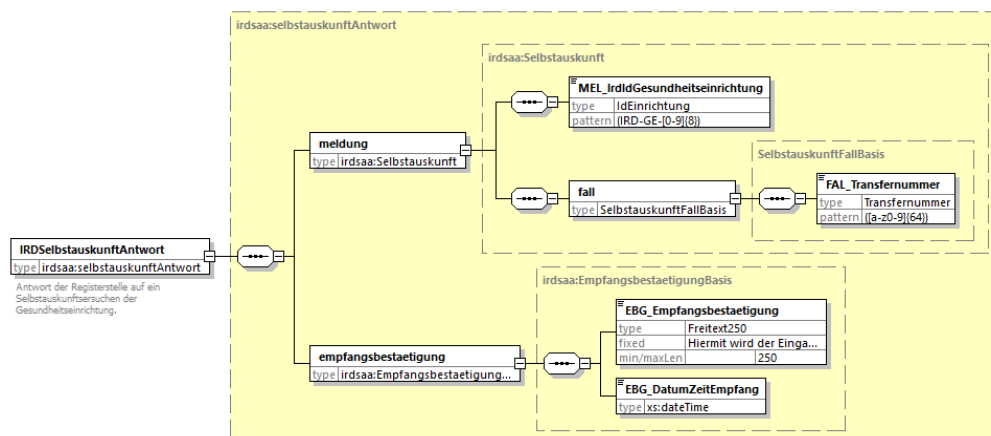 irdsaa:selbstauskunftAntwort
irdsaa:Selbstauskunft
MEL_IrdIdGesundheitseinrichtung
type IdEinrichtung
pattern (IRD-GE-[0-9]{8})
meldung
type irdsaa:Selbstauskunft
SelbstauskunftFallBasis
fall
type SelbstauskunftFallBasis
FAL_Transfernummer
type Transfernummer
pattern ([a-z0-9]{64})
IRDSelbstauskunftAntwort
type irdsaa:selbstauskunftAntwort
Antwort der Registerstelle auf ein
Selbstauskunftsersuchen der
Gesundheitseinrichtung.
irdsaa:EmpfangsbestaetigungBasis
EBG_Empfangsbestaetigung
type Freitext250
fixed Hiermit wird der Einga...
min/maxLen 250
empfangsbestaetigung
type irdsaa:Empfangsbestaetigung...
EBG_DatumZeitEmpfang
type xs:dateTime